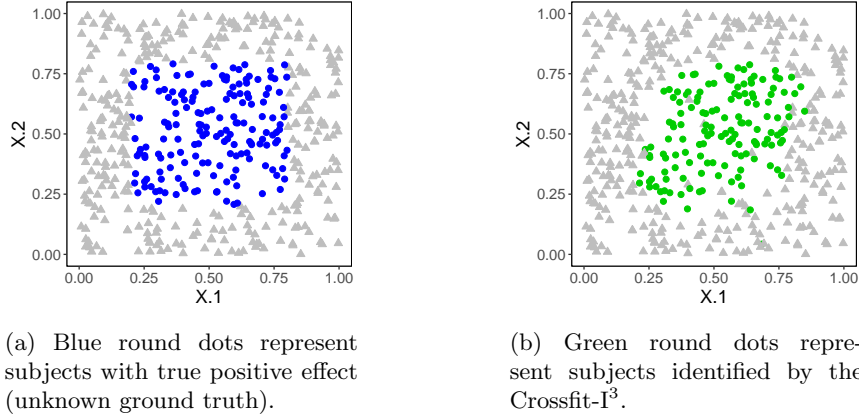 1.00
0.75
0.50
0.25
0.00
X.2
0.00 0.25 0.50 0.75 1.00
X.1
(a) Blue round dots represent
subjects with true positive effect
(unknown ground truth).
1.00
0.75
0.50
0.25
0.00
X.2
0.00 0.25 0.50 0.75 1.00
X.1
(b) Green round dots repre-
sent subjects identified by the
Crossfit-I³.